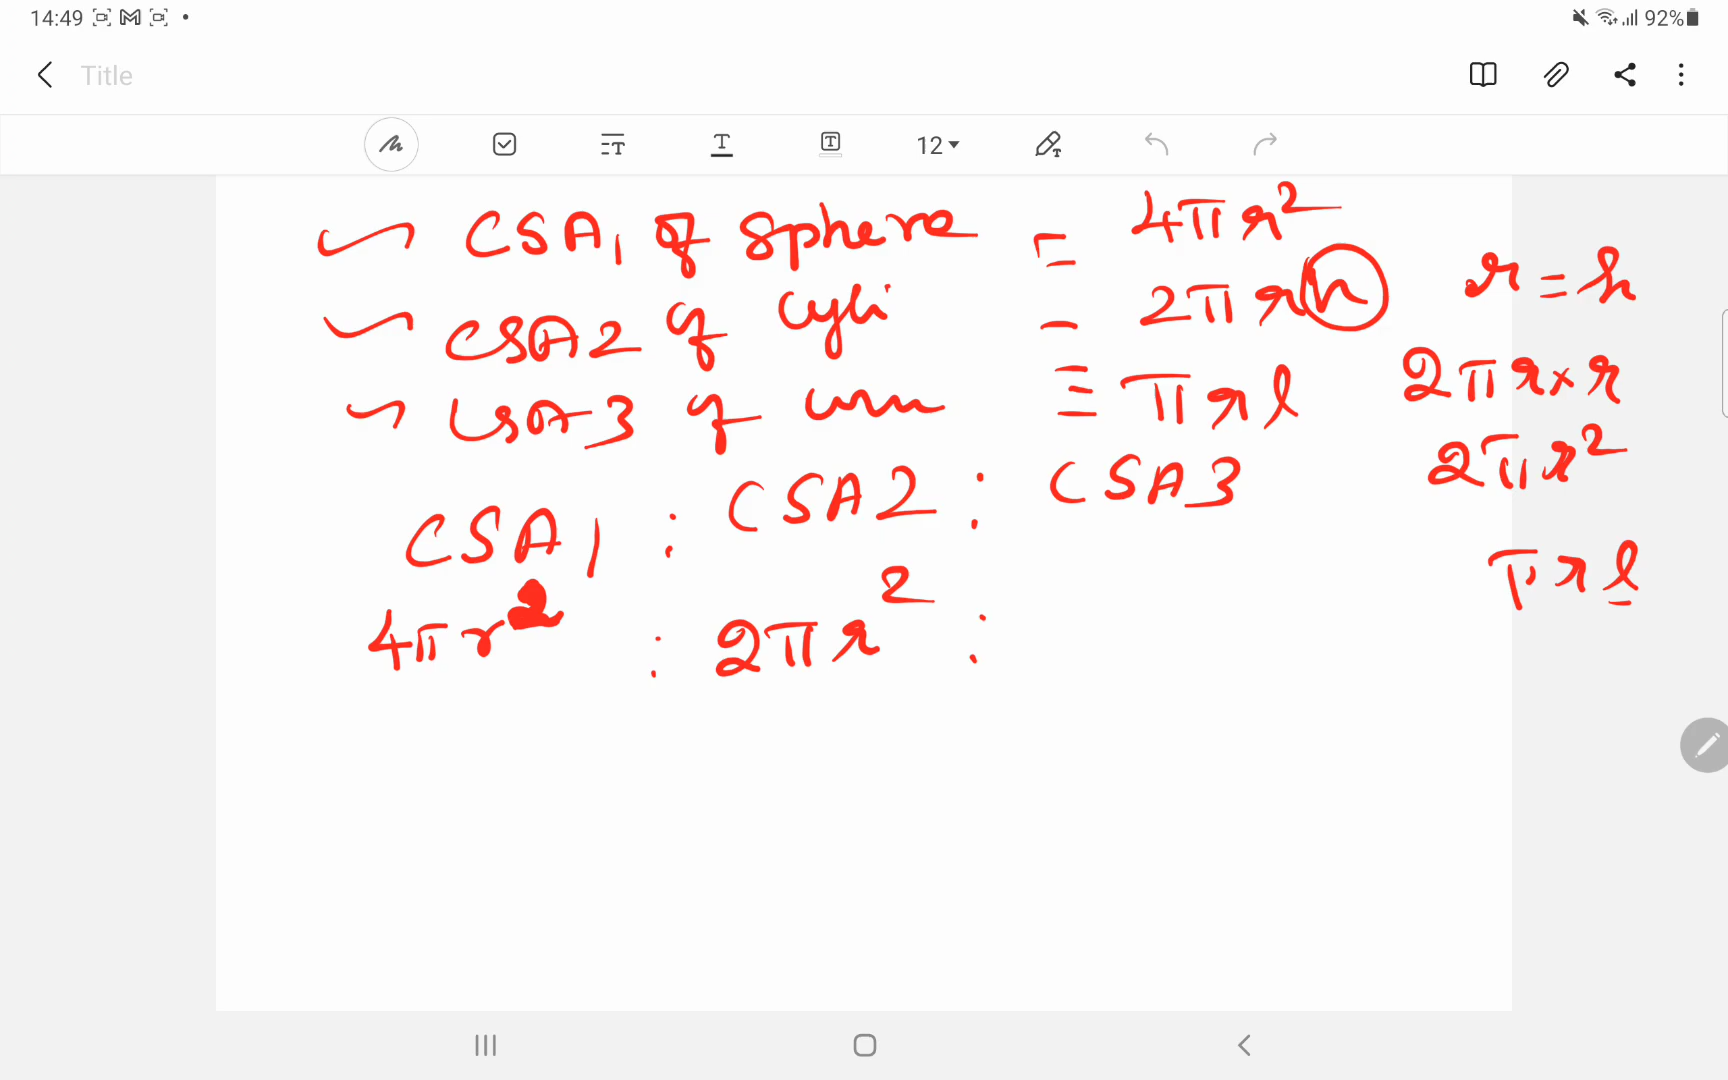 14:49 92%
Title
12
CSA1 of Sphere = 4πr²
CSA2 of Cyli = 2πrh r = h
CSA3 of = πrl 2πr×r
2πr²
CSA1 : CSA2 : CSA3
πrl
4πr² : 2πr² :